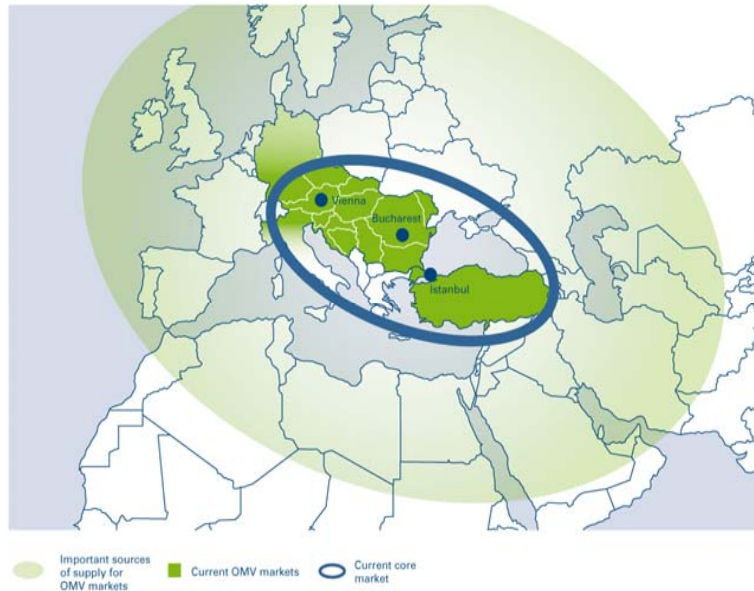 Vienna
Bucharest
Istanbul
Important sources
of supply for
OMV markets
Current OMV markets
Current core
market